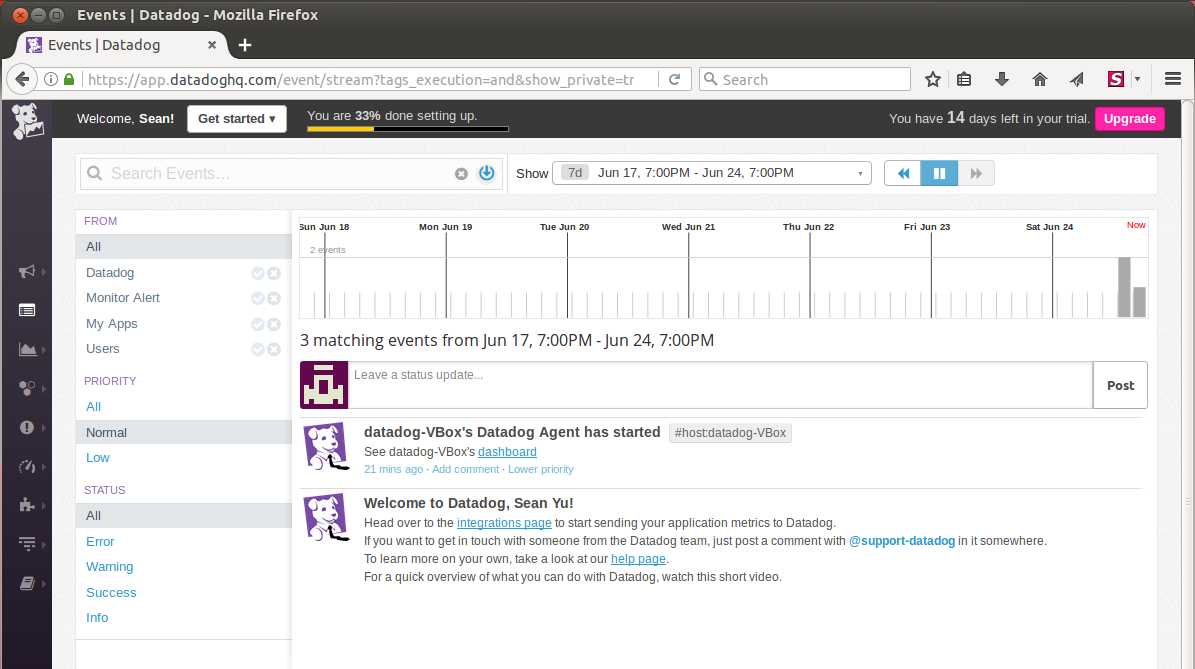 Events | Datadog - Mozilla Firefox
Events | Datadog
https://app.datadoghq.com/event/stream?tags_execution=and&show_private=tr
Search
S
Welcome, Sean!
Get started ▾
You are 33% done setting up.
You have 14 days left in your trial.
Upgrade
Search Events…
Show
7d Jun 17, 7:00PM - Jun 24, 7:00PM
FROM
All
Datadog
Monitor Alert
My Apps
Users
PRIORITY
All
Normal
Low
STATUS
All
Error
Warning
Success
Info
Sun Jun 18
Mon Jun 19
Tue Jun 20
Wed Jun 21
Thu Jun 22
Fri Jun 23
Sat Jun 24
Now
2 events
3 matching events from Jun 17, 7:00PM - Jun 24, 7:00PM
Leave a status update...
Post
datadog-VBox's Datadog Agent has started #host:datadog-VBox
See datadog-VBox's dashboard
21 mins ago · Add comment · Lower priority
Welcome to Datadog, Sean Yu!
Head over to the integrations page to start sending your application metrics to Datadog.
If you want to get in touch with someone from the Datadog team, just post a comment with @support-datadog in it somewhere.
To learn more on your own, take a look at our help page.
For a quick overview of what you can do with Datadog, watch this short video.